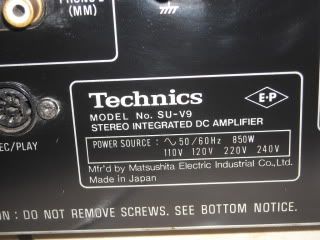 (MM)
Technics
E·P
MODEL No. SU-V9
STEREO INTEGRATED DC AMPLIFIER
POWER SOURCE : ∿50/60Hz 850W
110V 120V 220V 240V
Mfr'd by Matsushita Electric Industrial Co.,Ltd.
Made in Japan
EC/PLAY
ON : DO NOT REMOVE SCREWS. SEE BOTTOM NOTICE.